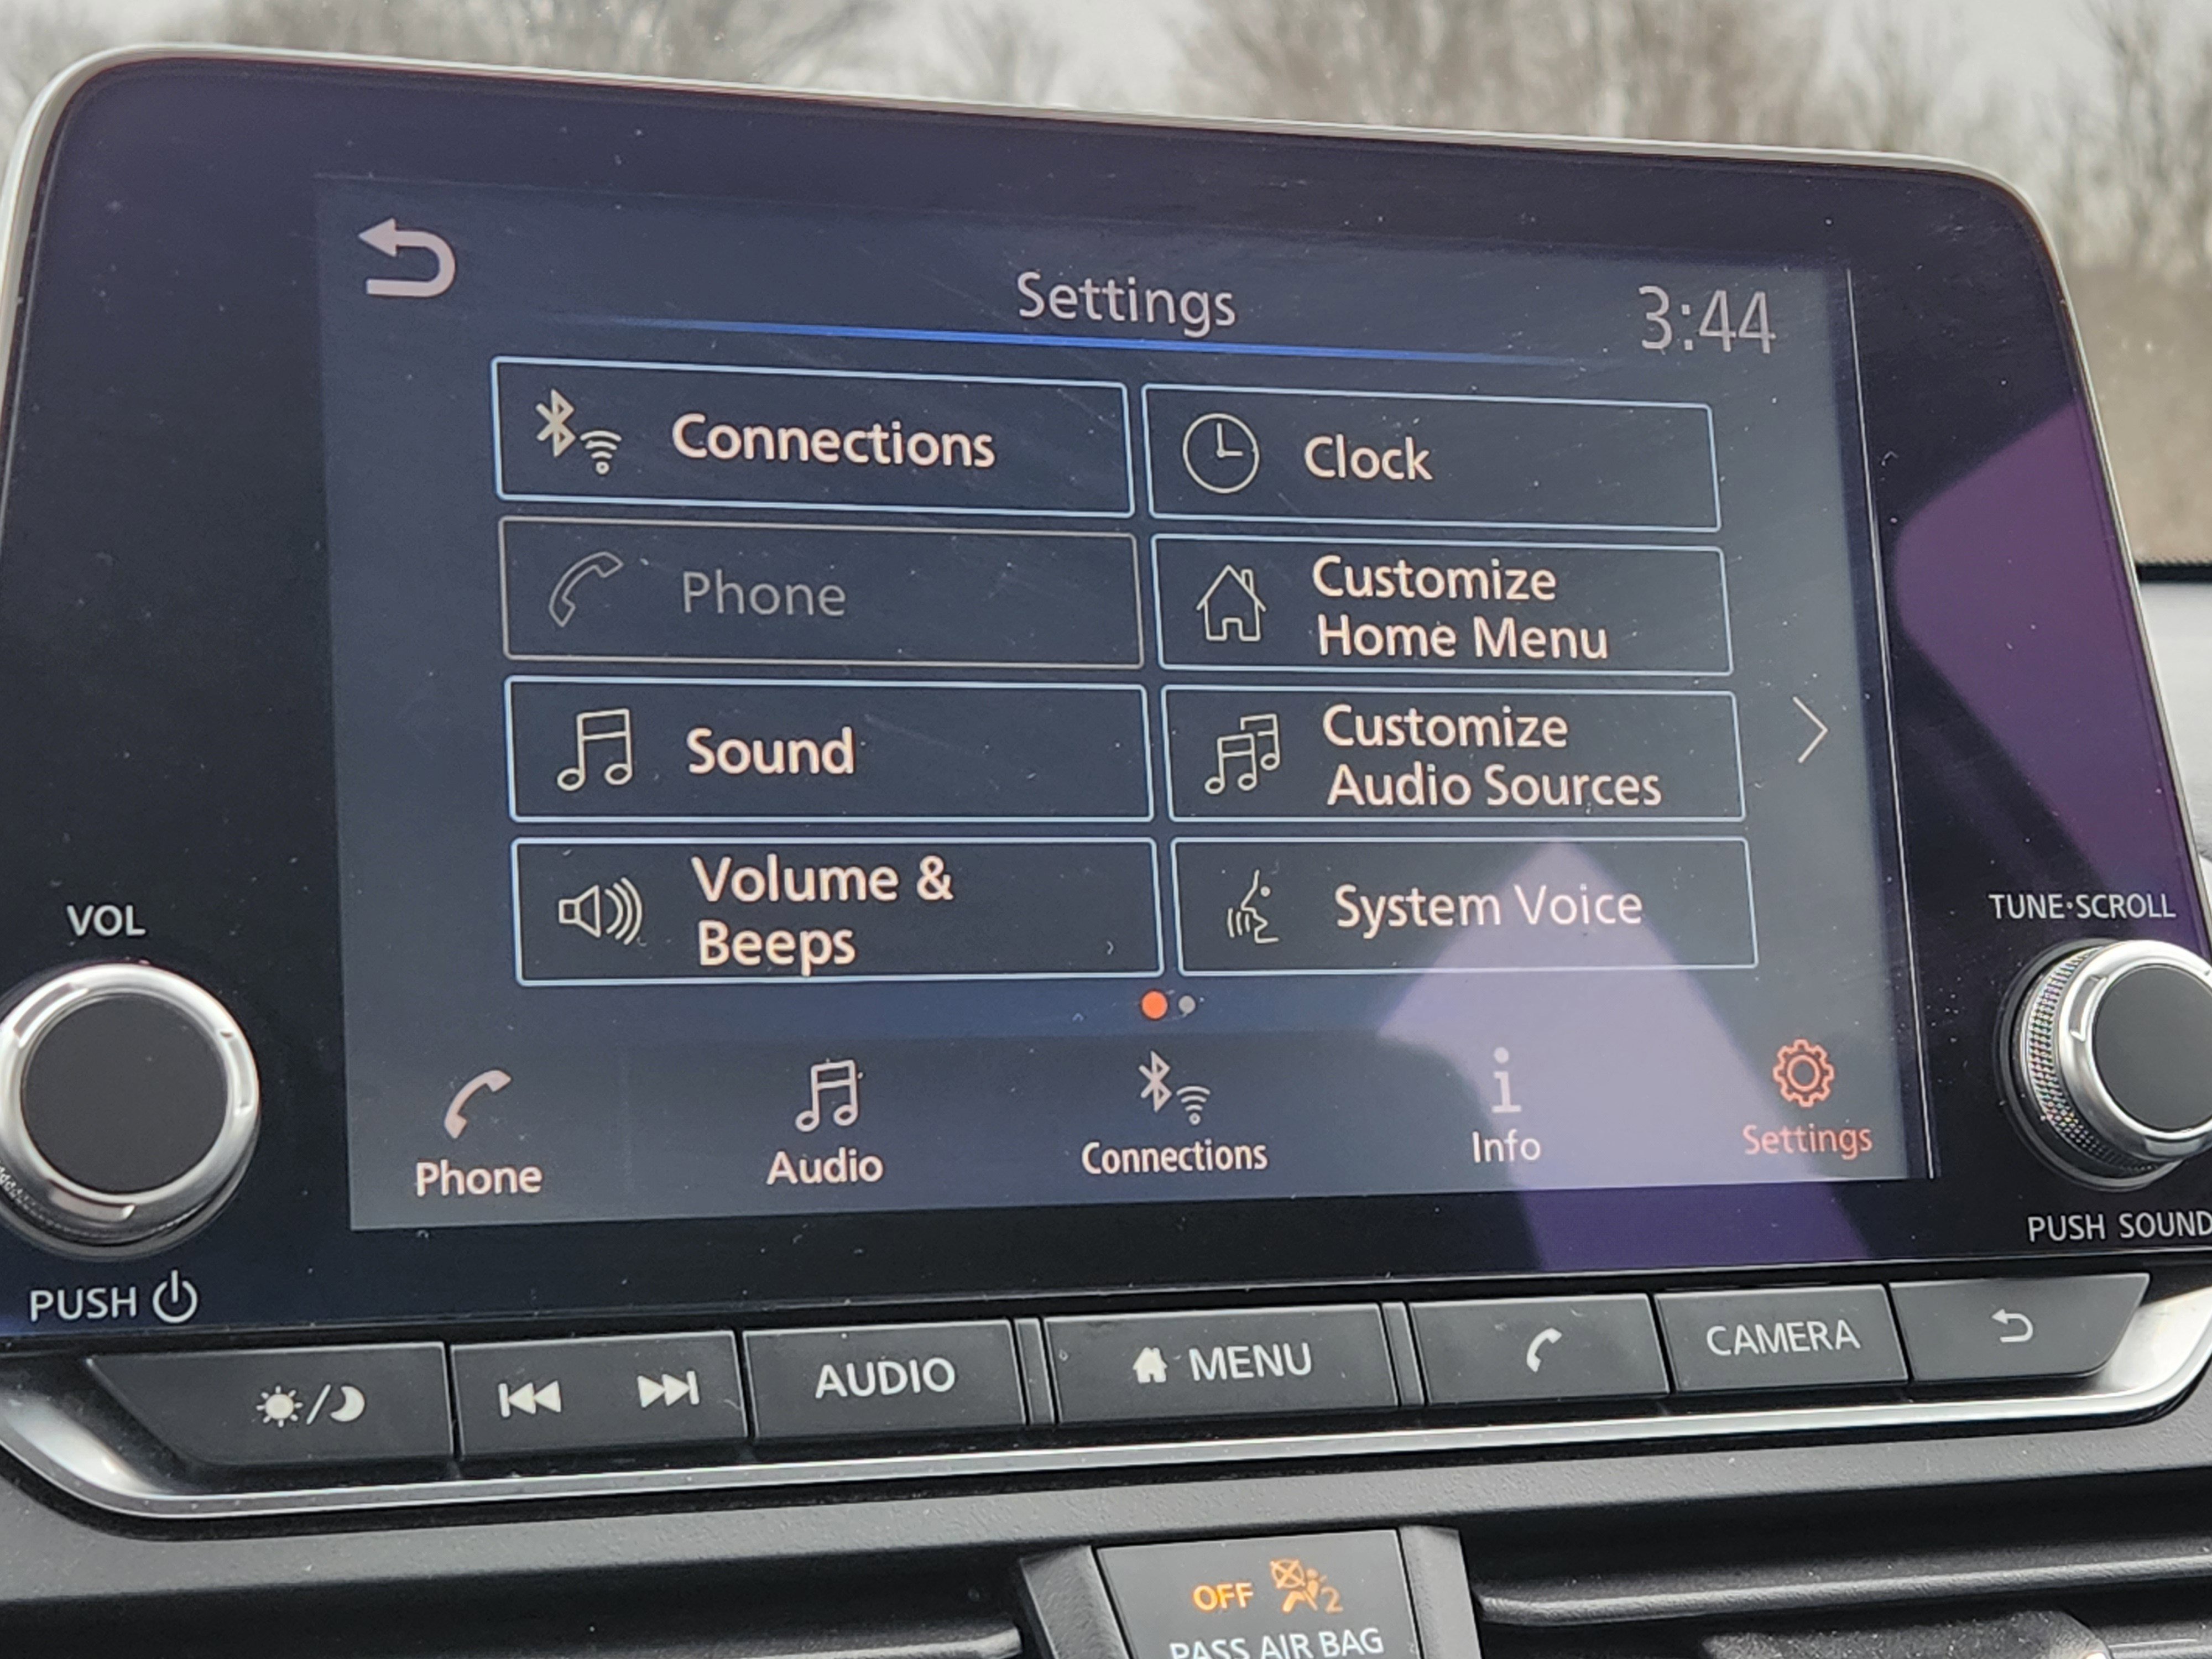 Settings
3:44
Connections
Clock
Phone
Customize
Home Menu
Sound
Customize
Audio Sources
Volume &
Beeps
System Voice
Phone
Audio
Connections
Info
Settings
VOL
PUSH
TUNE·SCROLL
PUSH SOUND
AUDIO
MENU
CAMERA
OFF
2
PASS AIR BAG